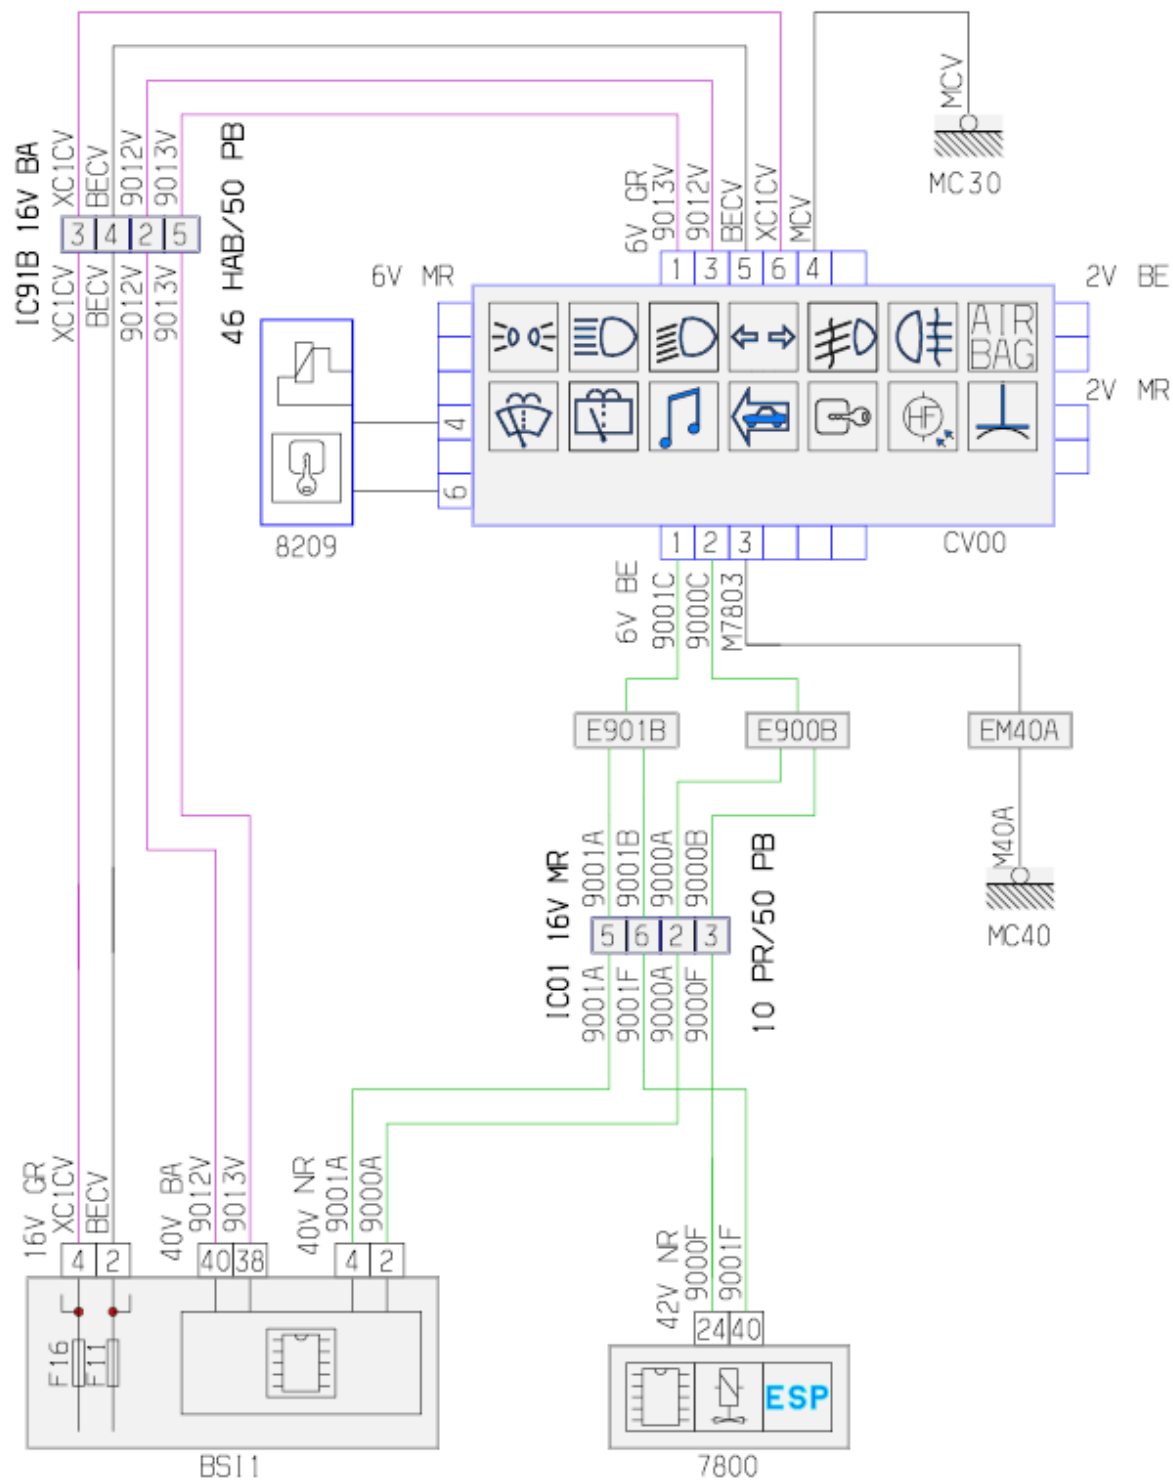 MCV
MC30
IC91B 16V BA
XC1CV
BECV
9012V
9013V
3 4 2 5
XC1CV
BECV
9012V
9013V
46 HAB/50 PB
6V GR
9013V
9012V
BECV
XC1CV
MCV
1 3 5 6 4
6V MR
2V BE
AIR
BAG
2V MR
HF
4
6
8209
CV00
1 2 3
6V BE
9001C
9000C
M7803
E901B
E900B
EM40A
M40A
MC40
IC01 16V MR
9001A
9001B
9000A
9000B
5 6 2 3
9001A
9001F
9000A
9000F
10 PR/50 PB
16V GR
XC1CV
BECV
40V BA
9012V
9013V
40V NR
9001A
9000A
4 2
40 38
4 2
F16
F11
BSI1
42V NR
9000F
9001F
24 40
ESP
7800